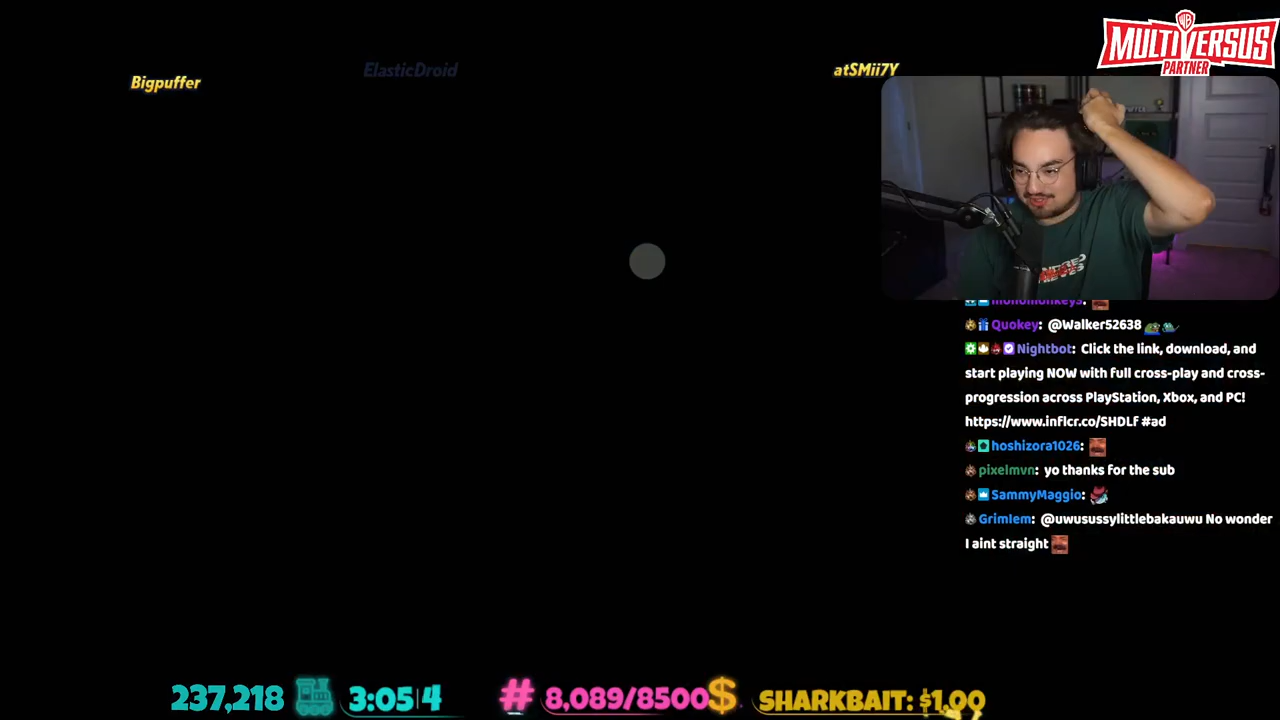 MULTIVERSUS
PARTNER
Bigpuffer
ElasticDroid
atSMii7Y
monomonkeys:
Quokey: @Walker52638
Nightbot: Click the link, download, and
start playing NOW with full cross-play and cross-
progression across PlayStation, Xbox, and PC!
https://www.inflcr.co/SHDLf #ad
hoshizora1026:
pixelmvn: yo thanks for the sub
SammyMaggio:
GrimIem: @uwusussylittlebakauwu No wonder
I aint straight
237,218 3:05|4 # 8,089/8500 $ SHARKBAIT: $1.00